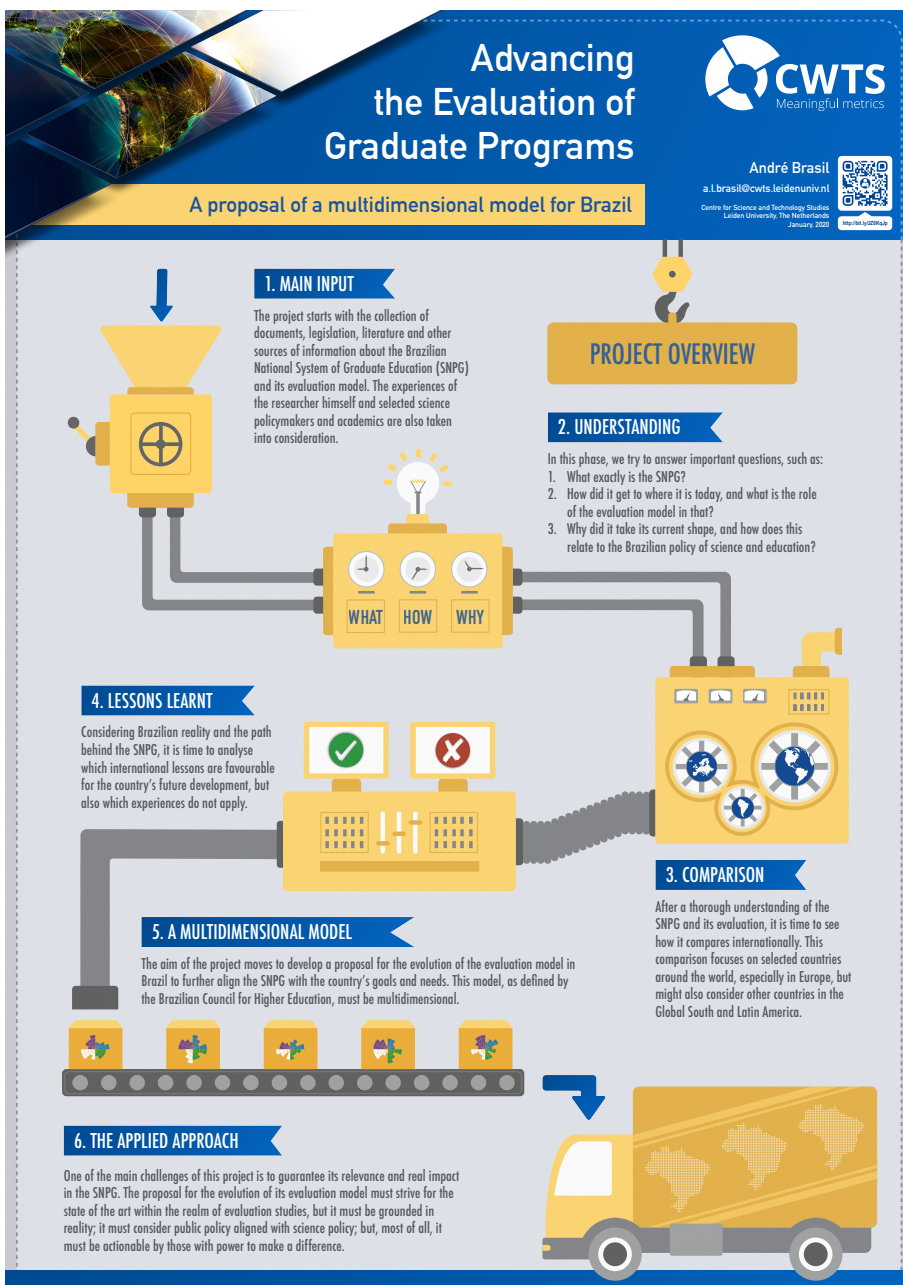 Advancing
the Evaluation of
Graduate Programs
A proposal of a multidimensional model for Brazil
CWTS
Meaningful metrics
André Brasil
a.l.brasil@cwts.leidenuniv.nl
Centre for Science and Technology Studies
Leiden University, The Netherlands
January, 2020
1. MAIN INPUT
The project starts with the collection of
documents, legislation, literature and other
sources of information about the Brazilian
National System of Graduate Education (SNPG)
and its evaluation model. The experiences of
the researcher himself and selected science
policymakers and academics are also taken
into consideration.
PROJECT OVERVIEW
2. UNDERSTANDING
In this phase, we try to answer important questions, such as:
1. What exactly is the SNPG?
2. How did it get to where it is today, and what is the role
of the evaluation model in that?
3. Why did it take its current shape, and how does this
relate to the Brazilian policy of science and education?
WHAT HOW WHY
4. LESSONS LEARNT
Considering Brazilian reality and the path
behind the SNPG, it is time to analyse
which international lessons are favourable
for the country's future development, but
also which experiences do not apply.
3. COMPARISON
After a thorough understanding of the
SNPG and its evaluation, it is time to see
how it compares internationally. This
comparison focuses on selected countries
around the world, especially in Europe, but
might also consider other countries in the
Global South and Latin America.
5. A MULTIDIMENSIONAL MODEL
The aim of the project moves to develop a proposal for the evolution of the evaluation model in
Brazil to further align the SNPG with the country's goals and needs. This model, as defined by
the Brazilian Council for Higher Education, must be multidimensional.
6. THE APPLIED APPROACH
One of the main challenges of this project is to guarantee its relevance and real impact
in the SNPG. The proposal for the evolution of its evaluation model must strive for the
state of the art within the realm of evaluation studies, but it must be grounded in
reality; it must consider public policy aligned with science policy; but, most of all, it
must be actionable by those with power to make a difference.